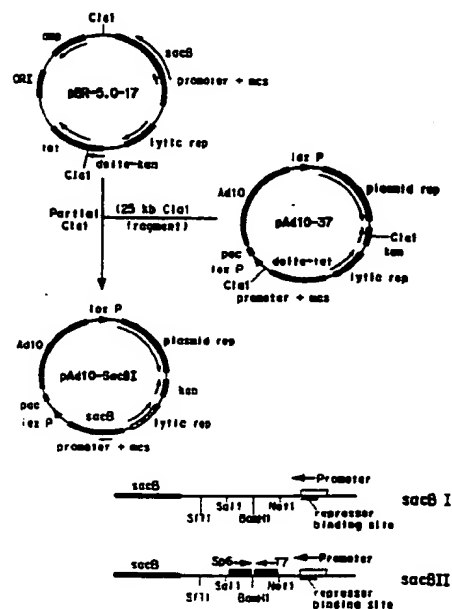 ClaI
amp
sacB
ORI
pBR-5.0-17
promoter + mcs
tet
lytic rep
delta-kan
ClaI
lox P
Partial
ClaI
(25 kb ClaI
fragment)
Ad10
plasmid rep
pAd10-37
ClaI
kan
pac
delta-tet
lox P
lytic rep
ClaI
promoter + mcs
lox P
Ad10
plasmid rep
pAd10-SacBI
kan
pac
sacB
lox P
lytic rep
promoter + mcs
sacB
Promoter
sacB I
SfiI
SalI
BamHI
NotI
repressor
binding site
sacB
Sp6
T7
Promoter
sacBII
SfiI
SalI
BamHI
NotI
repressor
binding site